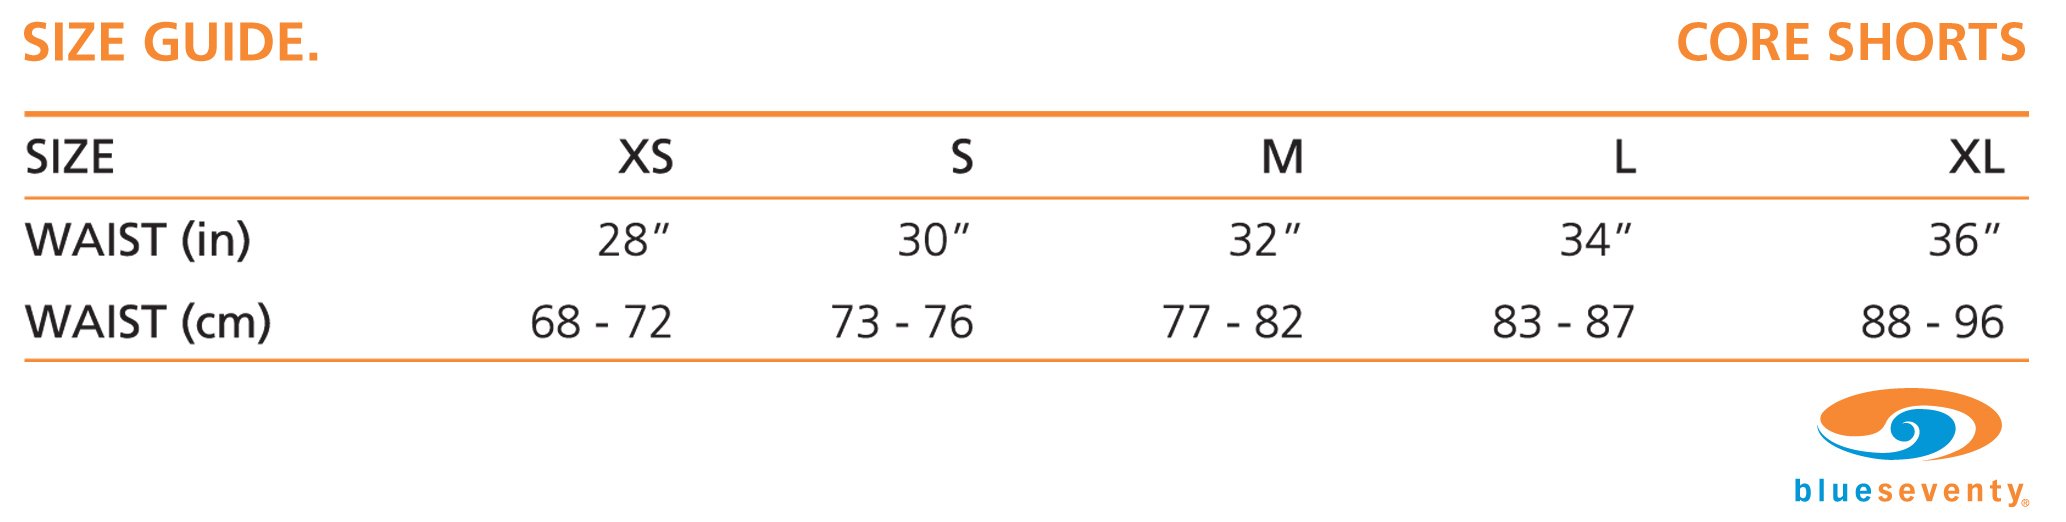 SIZE GUIDE. CORE SHORTS
SIZE XS S M L XL
WAIST (in) 28” 30” 32” 34” 36”
WAIST (cm) 68 - 72 73 - 76 77 - 82 83 - 87 88 - 96
blueseventy®